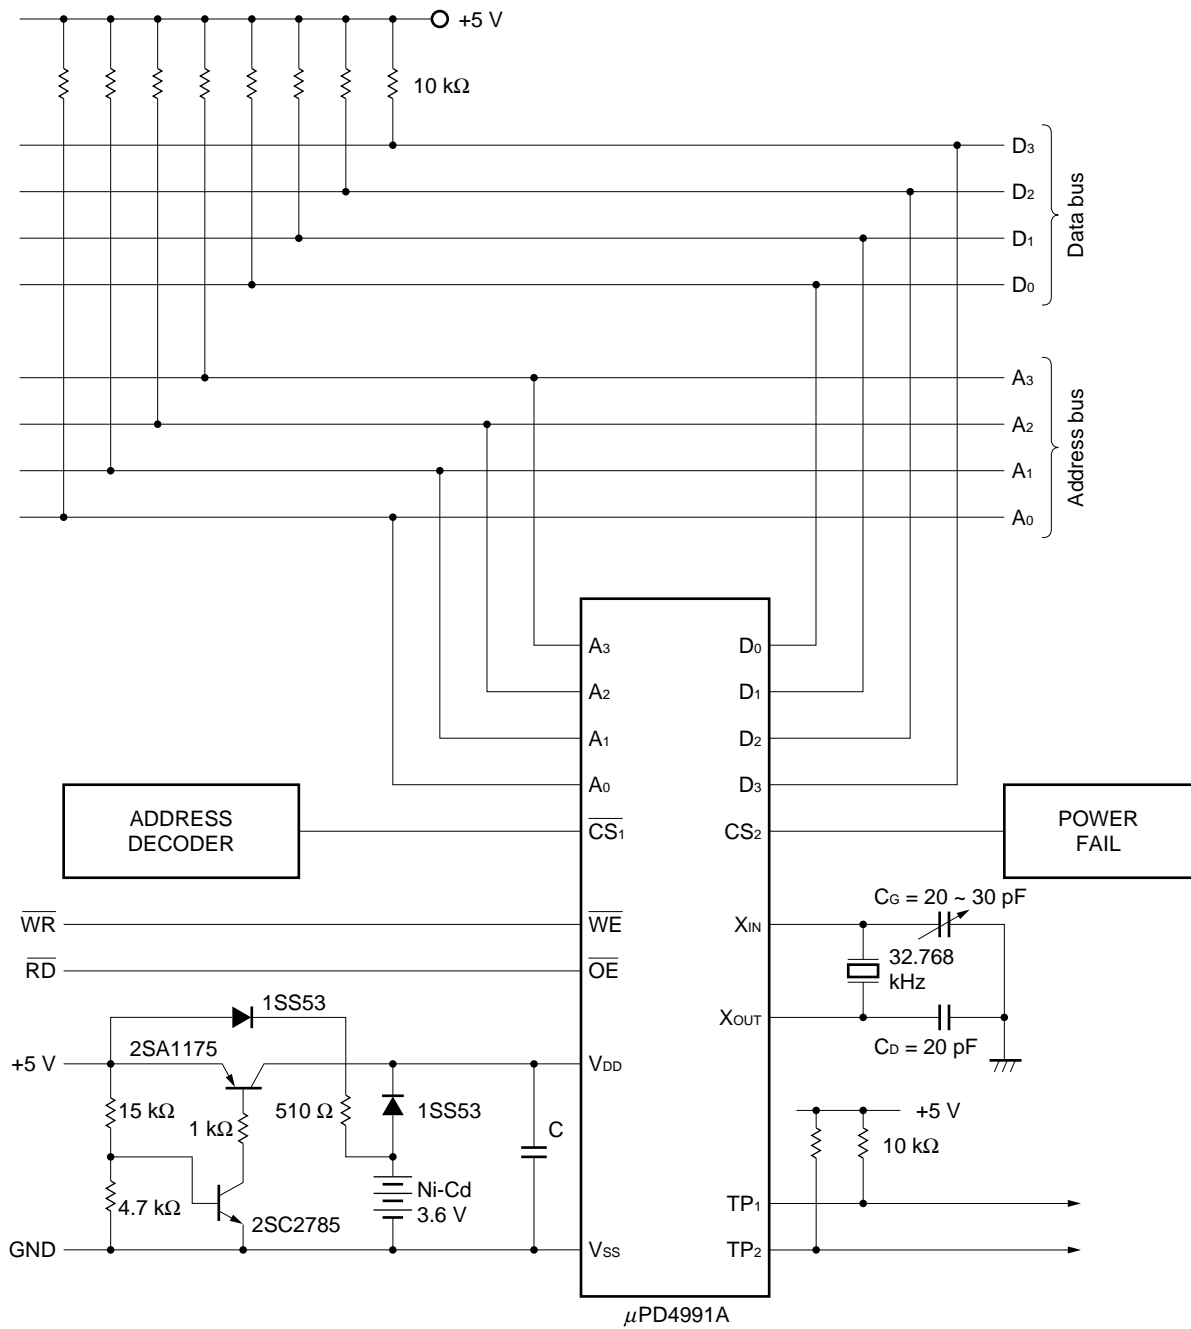 +5 V
10 kΩ
D3
D2
D1
D0
Data bus
A3
A2
A1
A0
Address bus
A3
D0
A2
D1
A1
D2
A0
D3
ADDRESS
DECODER
CS1
CS2
POWER
FAIL
CG = 20 ~ 30 pF
WR
WE
XIN
32.768
kHz
RD
OE
1SS53
XOUT
CD = 20 pF
+5 V
2SA1175
VDD
15 kΩ
1 kΩ
510 Ω
1SS53
C
+5 V
10 kΩ
4.7 kΩ
Ni-Cd
3.6 V
2SC2785
TP1
GND
VSS
TP2
μPD4991A